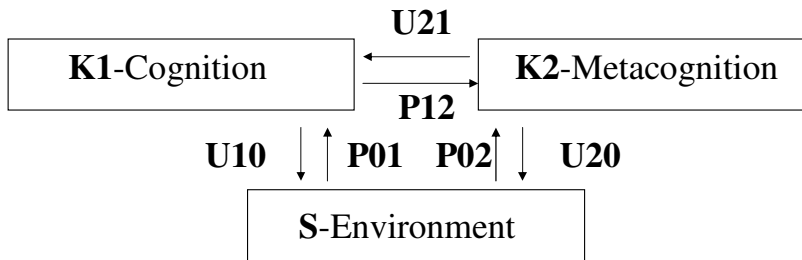 U21
K1-Cognition
K2-Metacognition
P12
U10
P01
P02
U20
S-Environment